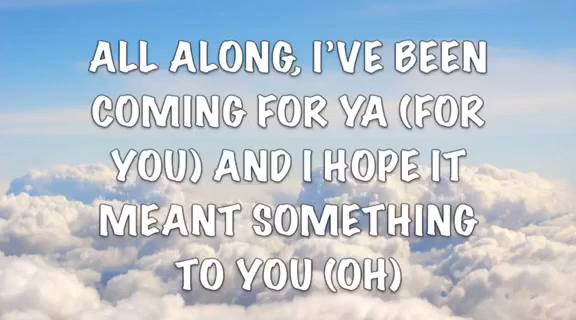 ALL ALONG, I'VE BEEN
COMING FOR YA (FOR
YOU) AND I HOPE IT
MEANT SOMETHING
TO YOU (OH)